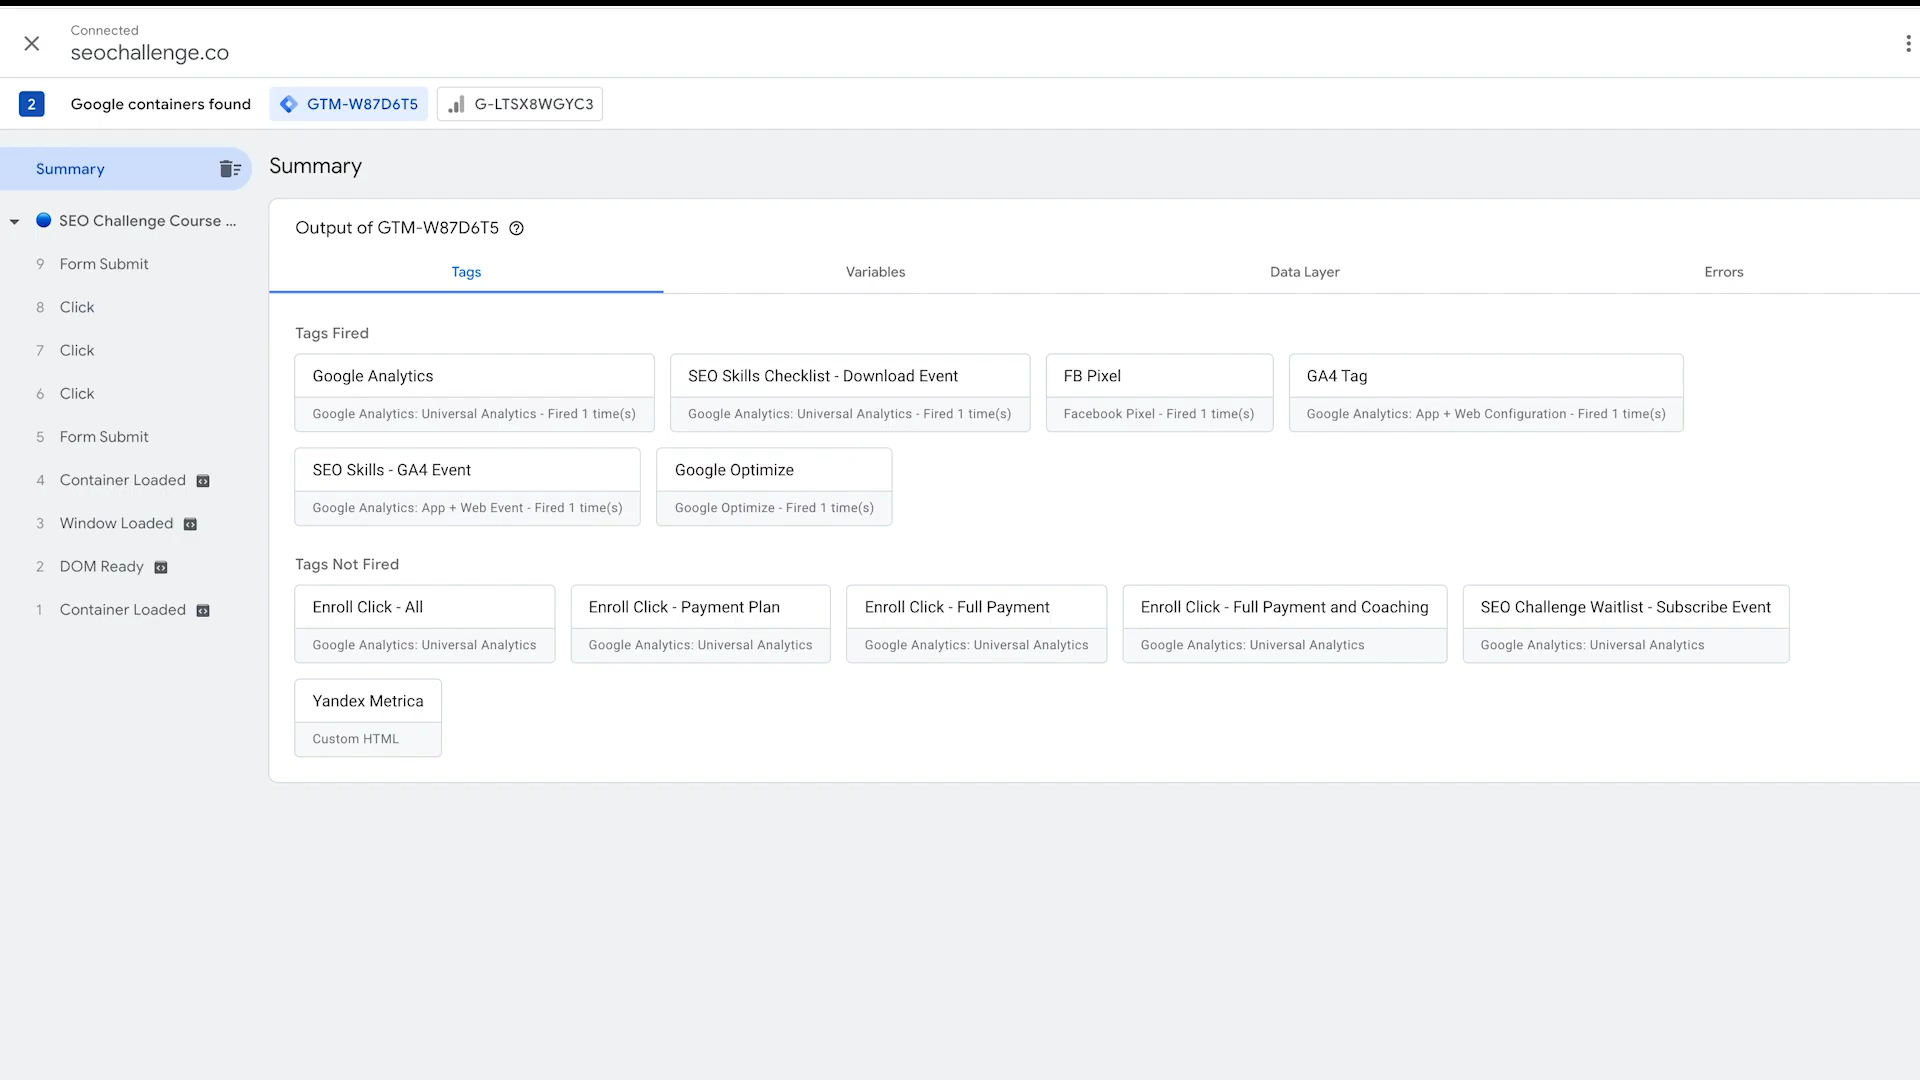 Connected
seochallenge.co
2 Google containers found GTM-W87D6T5 G-LTSX8WGYC3
Summary
SEO Challenge Course ...
9 Form Submit
8 Click
7 Click
6 Click
5 Form Submit
4 Container Loaded
3 Window Loaded
2 DOM Ready
1 Container Loaded
Summary
Output of GTM-W87D6T5
Tags Variables Data Layer Errors
Tags Fired
Google Analytics
Google Analytics: Universal Analytics - Fired 1 time(s)
SEO Skills Checklist - Download Event
Google Analytics: Universal Analytics - Fired 1 time(s)
FB Pixel
Facebook Pixel - Fired 1 time(s)
GA4 Tag
Google Analytics: App + Web Configuration - Fired 1 time(s)
SEO Skills - GA4 Event
Google Analytics: App + Web Event - Fired 1 time(s)
Google Optimize
Google Optimize - Fired 1 time(s)
Tags Not Fired
Enroll Click - All
Google Analytics: Universal Analytics
Enroll Click - Payment Plan
Google Analytics: Universal Analytics
Enroll Click - Full Payment
Google Analytics: Universal Analytics
Enroll Click - Full Payment and Coaching
Google Analytics: Universal Analytics
SEO Challenge Waitlist - Subscribe Event
Google Analytics: Universal Analytics
Yandex Metrica
Custom HTML